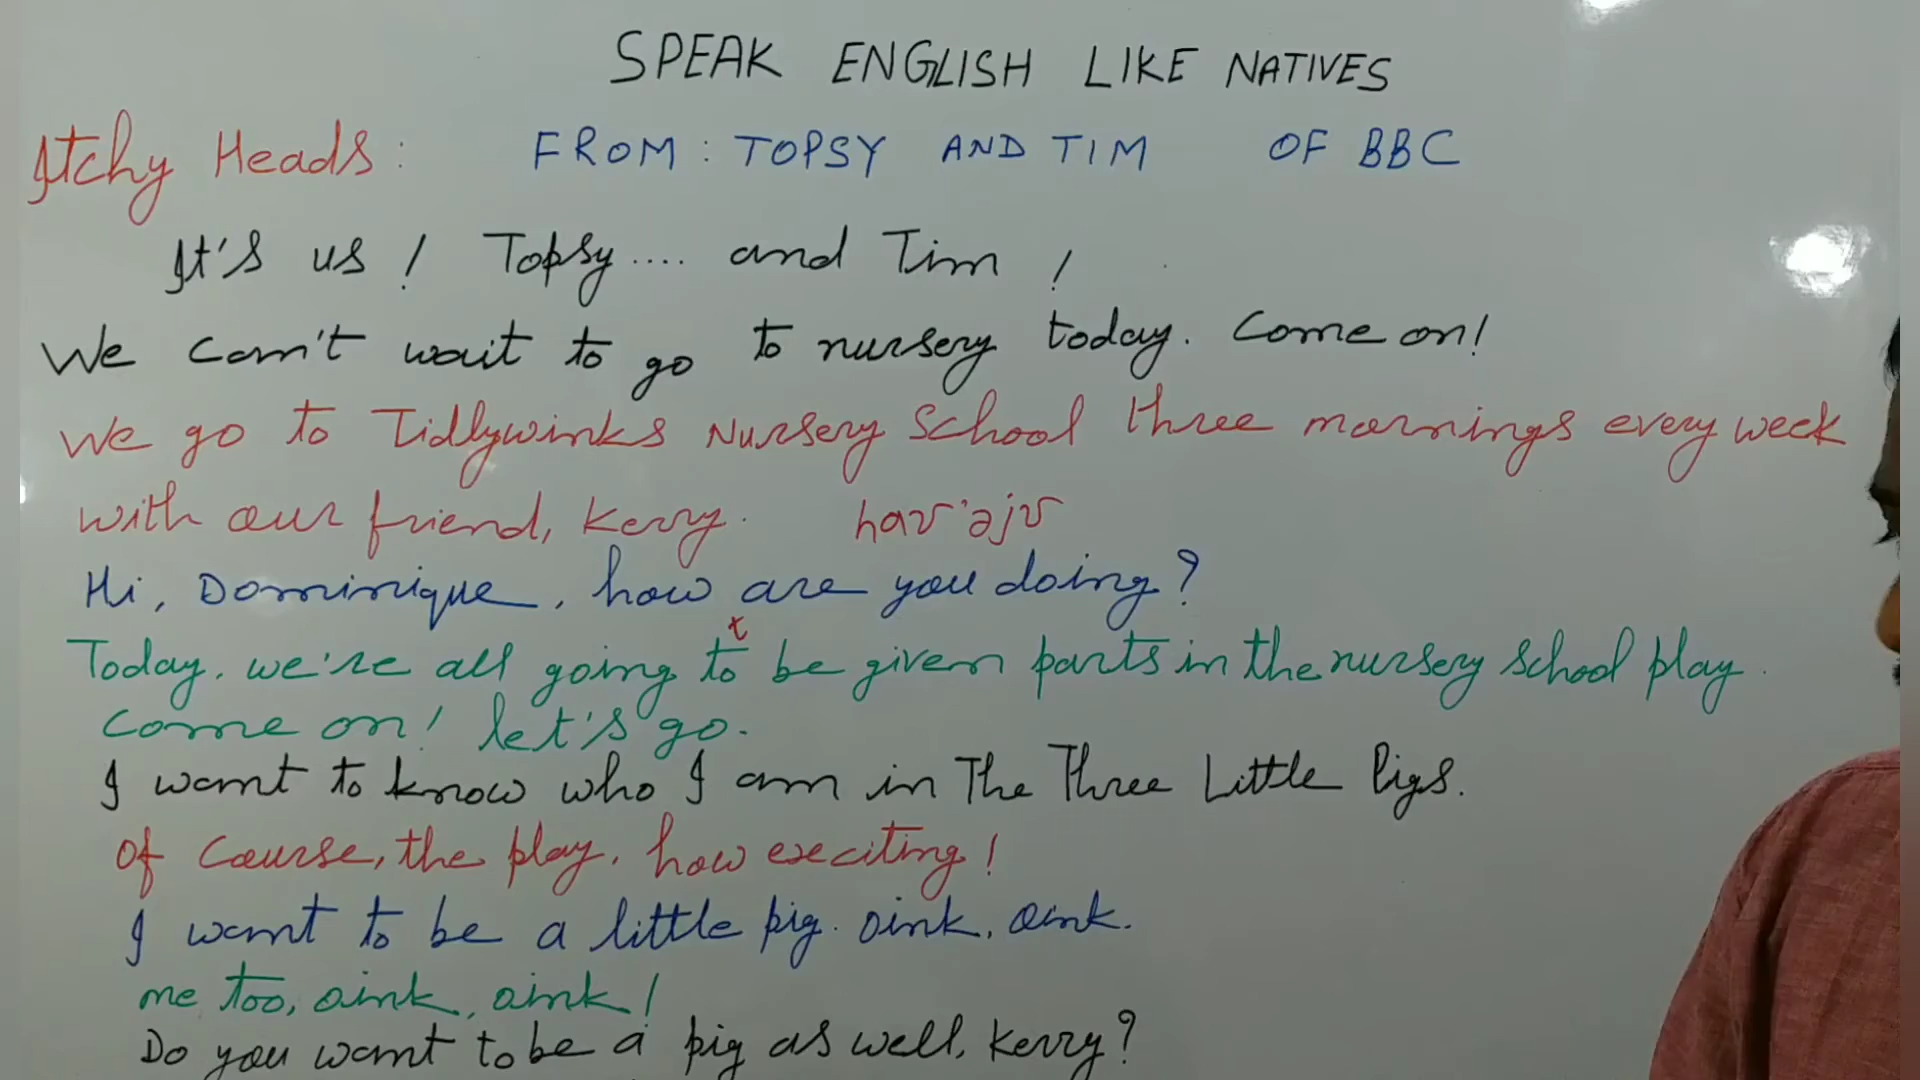 SPEAK ENGLISH LIKE NATIVES
Itchy Heads: FROM: TOPSY AND TIM OF BBC
It's us! Topsy.... and Tim!
We can't wait to go to nursery today. Come on!
We go to Tidlywinks Nursery School three mornings every week
with our friend, Kerry. haʊ'əjʊ
Hi, Dominique, how are you doing?
t
Today, we're all going to be given parts in the nursery school play.
Come on! let's go.
I want to know who I am in The Three Little Pigs.
Of Course, the play, how exciting!
I want to be a little pig. oink, oink.
me too, oink, oink!
Do you want to be a pig as well, Kerry?